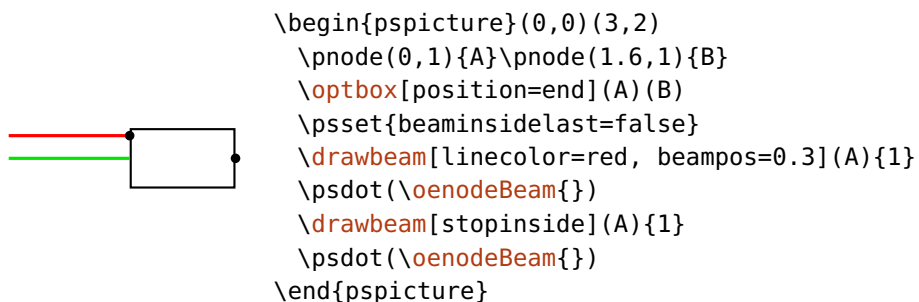 \begin{pspicture}(0,0)(3,2)
\pnode(0,1){A}\pnode(1.6,1){B}
\optbox[position=end](A)(B)
\psset{beaminsidelast=false}
\drawbeam[linecolor=red, beampos=0.3](A){1}
\psdot(\oenodeBeam{})
\drawbeam[stopinside](A){1}
\psdot(\oenodeBeam{})
\end{pspicture}